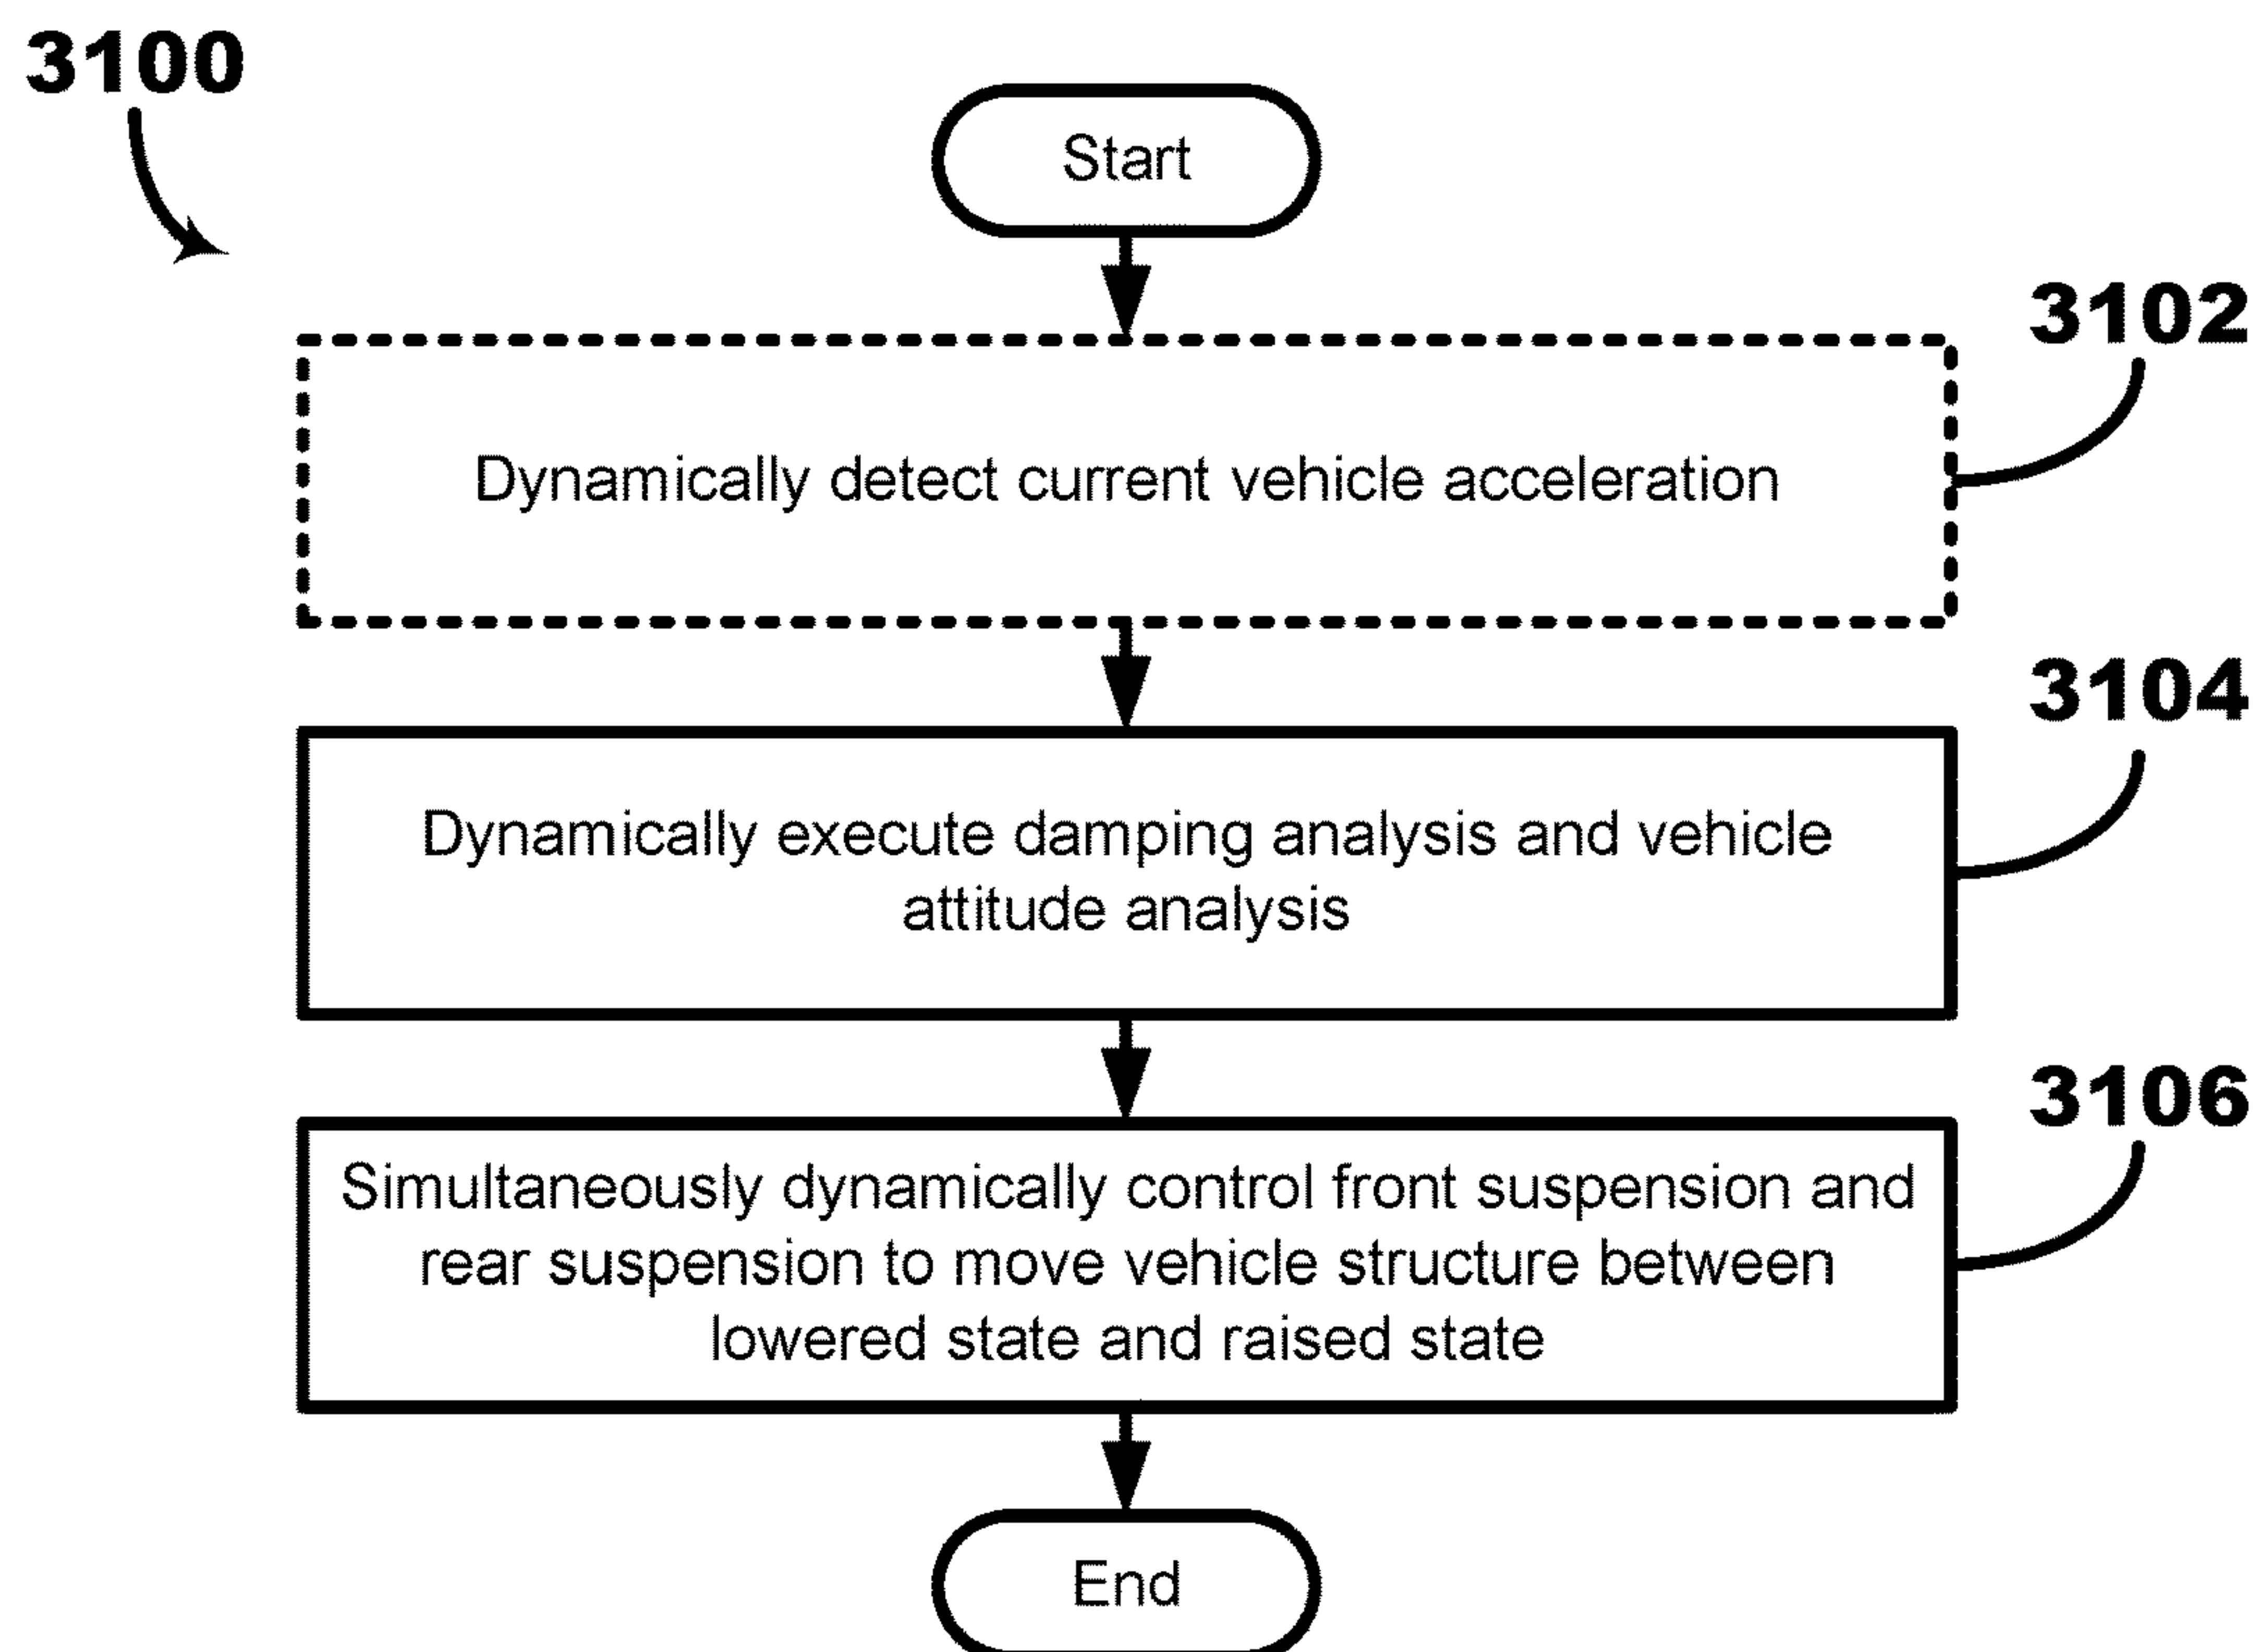 3100
Start
3102
Dynamically detect current vehicle acceleration
3104
Dynamically execute damping analysis and vehicle
attitude analysis
3106
Simultaneously dynamically control front suspension and
rear suspension to move vehicle structure between
lowered state and raised state
End